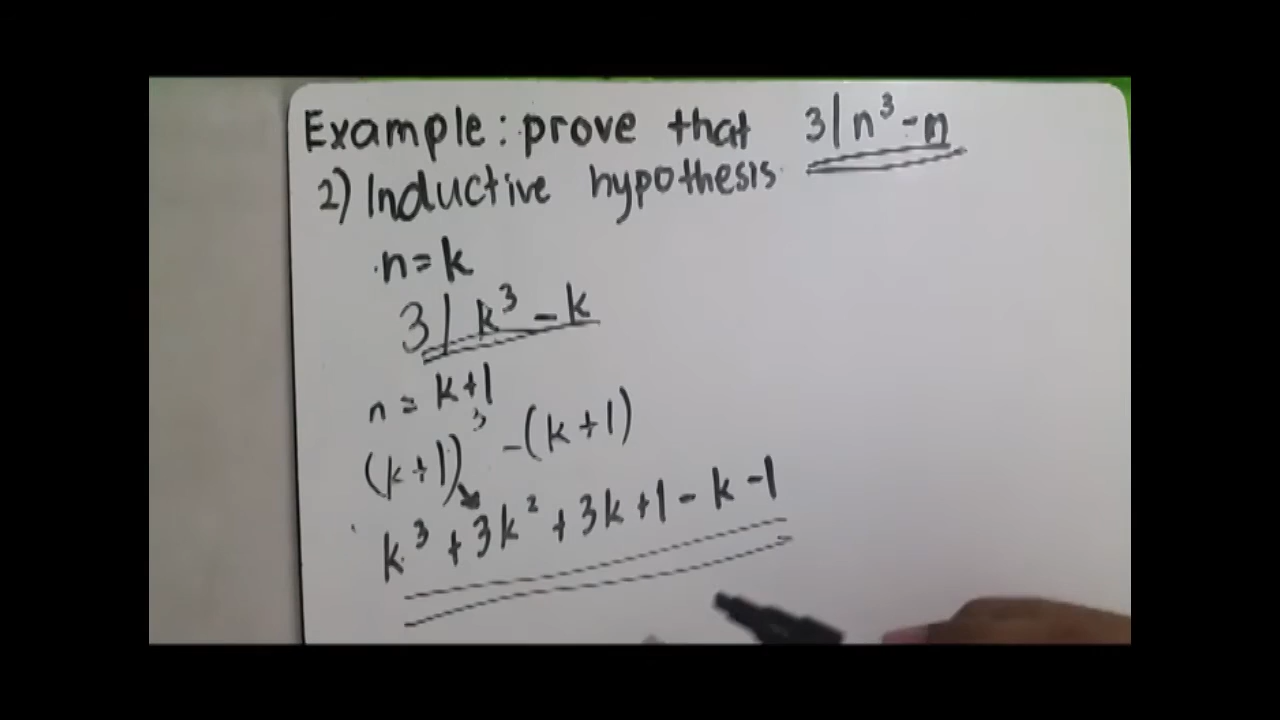 Example: prove that 3|n³-n
2) Inductive hypothesis
n=k
3| k³-k
n = k+1
(k+1)³ -(k+1)
k³+3k²+3k+1-k-1